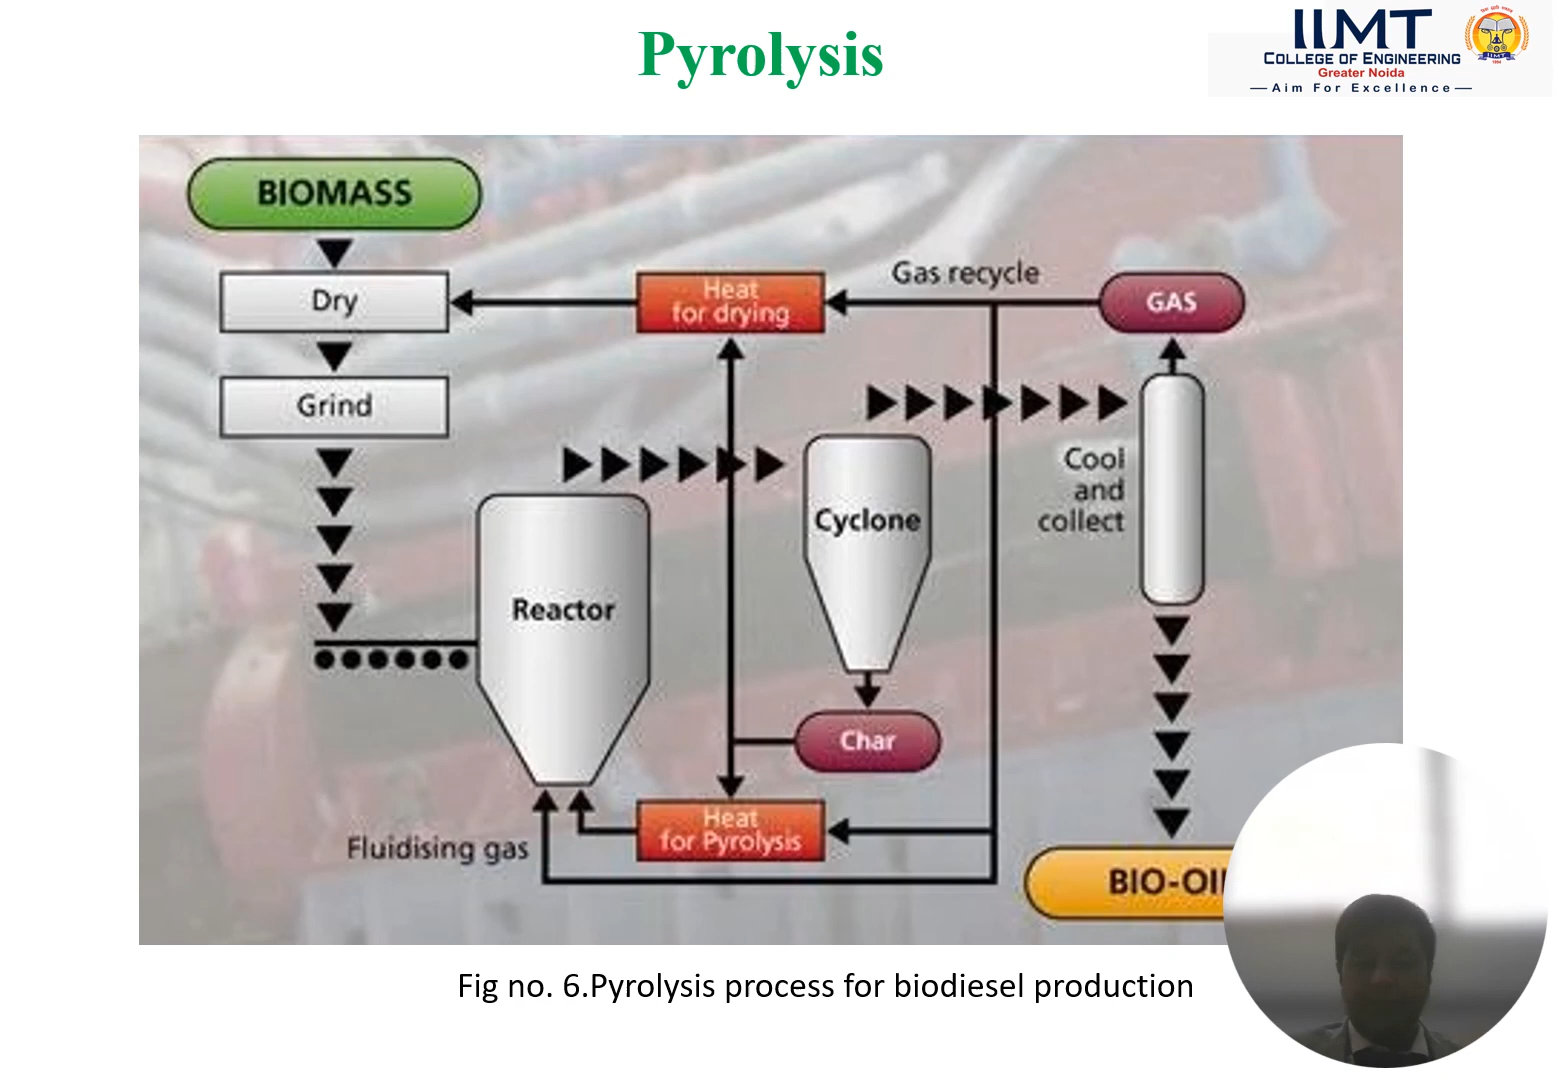 Pyrolysis
IIMT
COLLEGE OF ENGINEERING
Greater Noida
Aim For Excellence
BIOMASS
Dry
Heat
for drying
Gas recycle
GAS
Grind
Cool
and
collect
Cyclone
Reactor
Char
Heat
for Pyrolysis
Fluidising gas
Fig no. 6.Pyrolysis process for biodiesel production